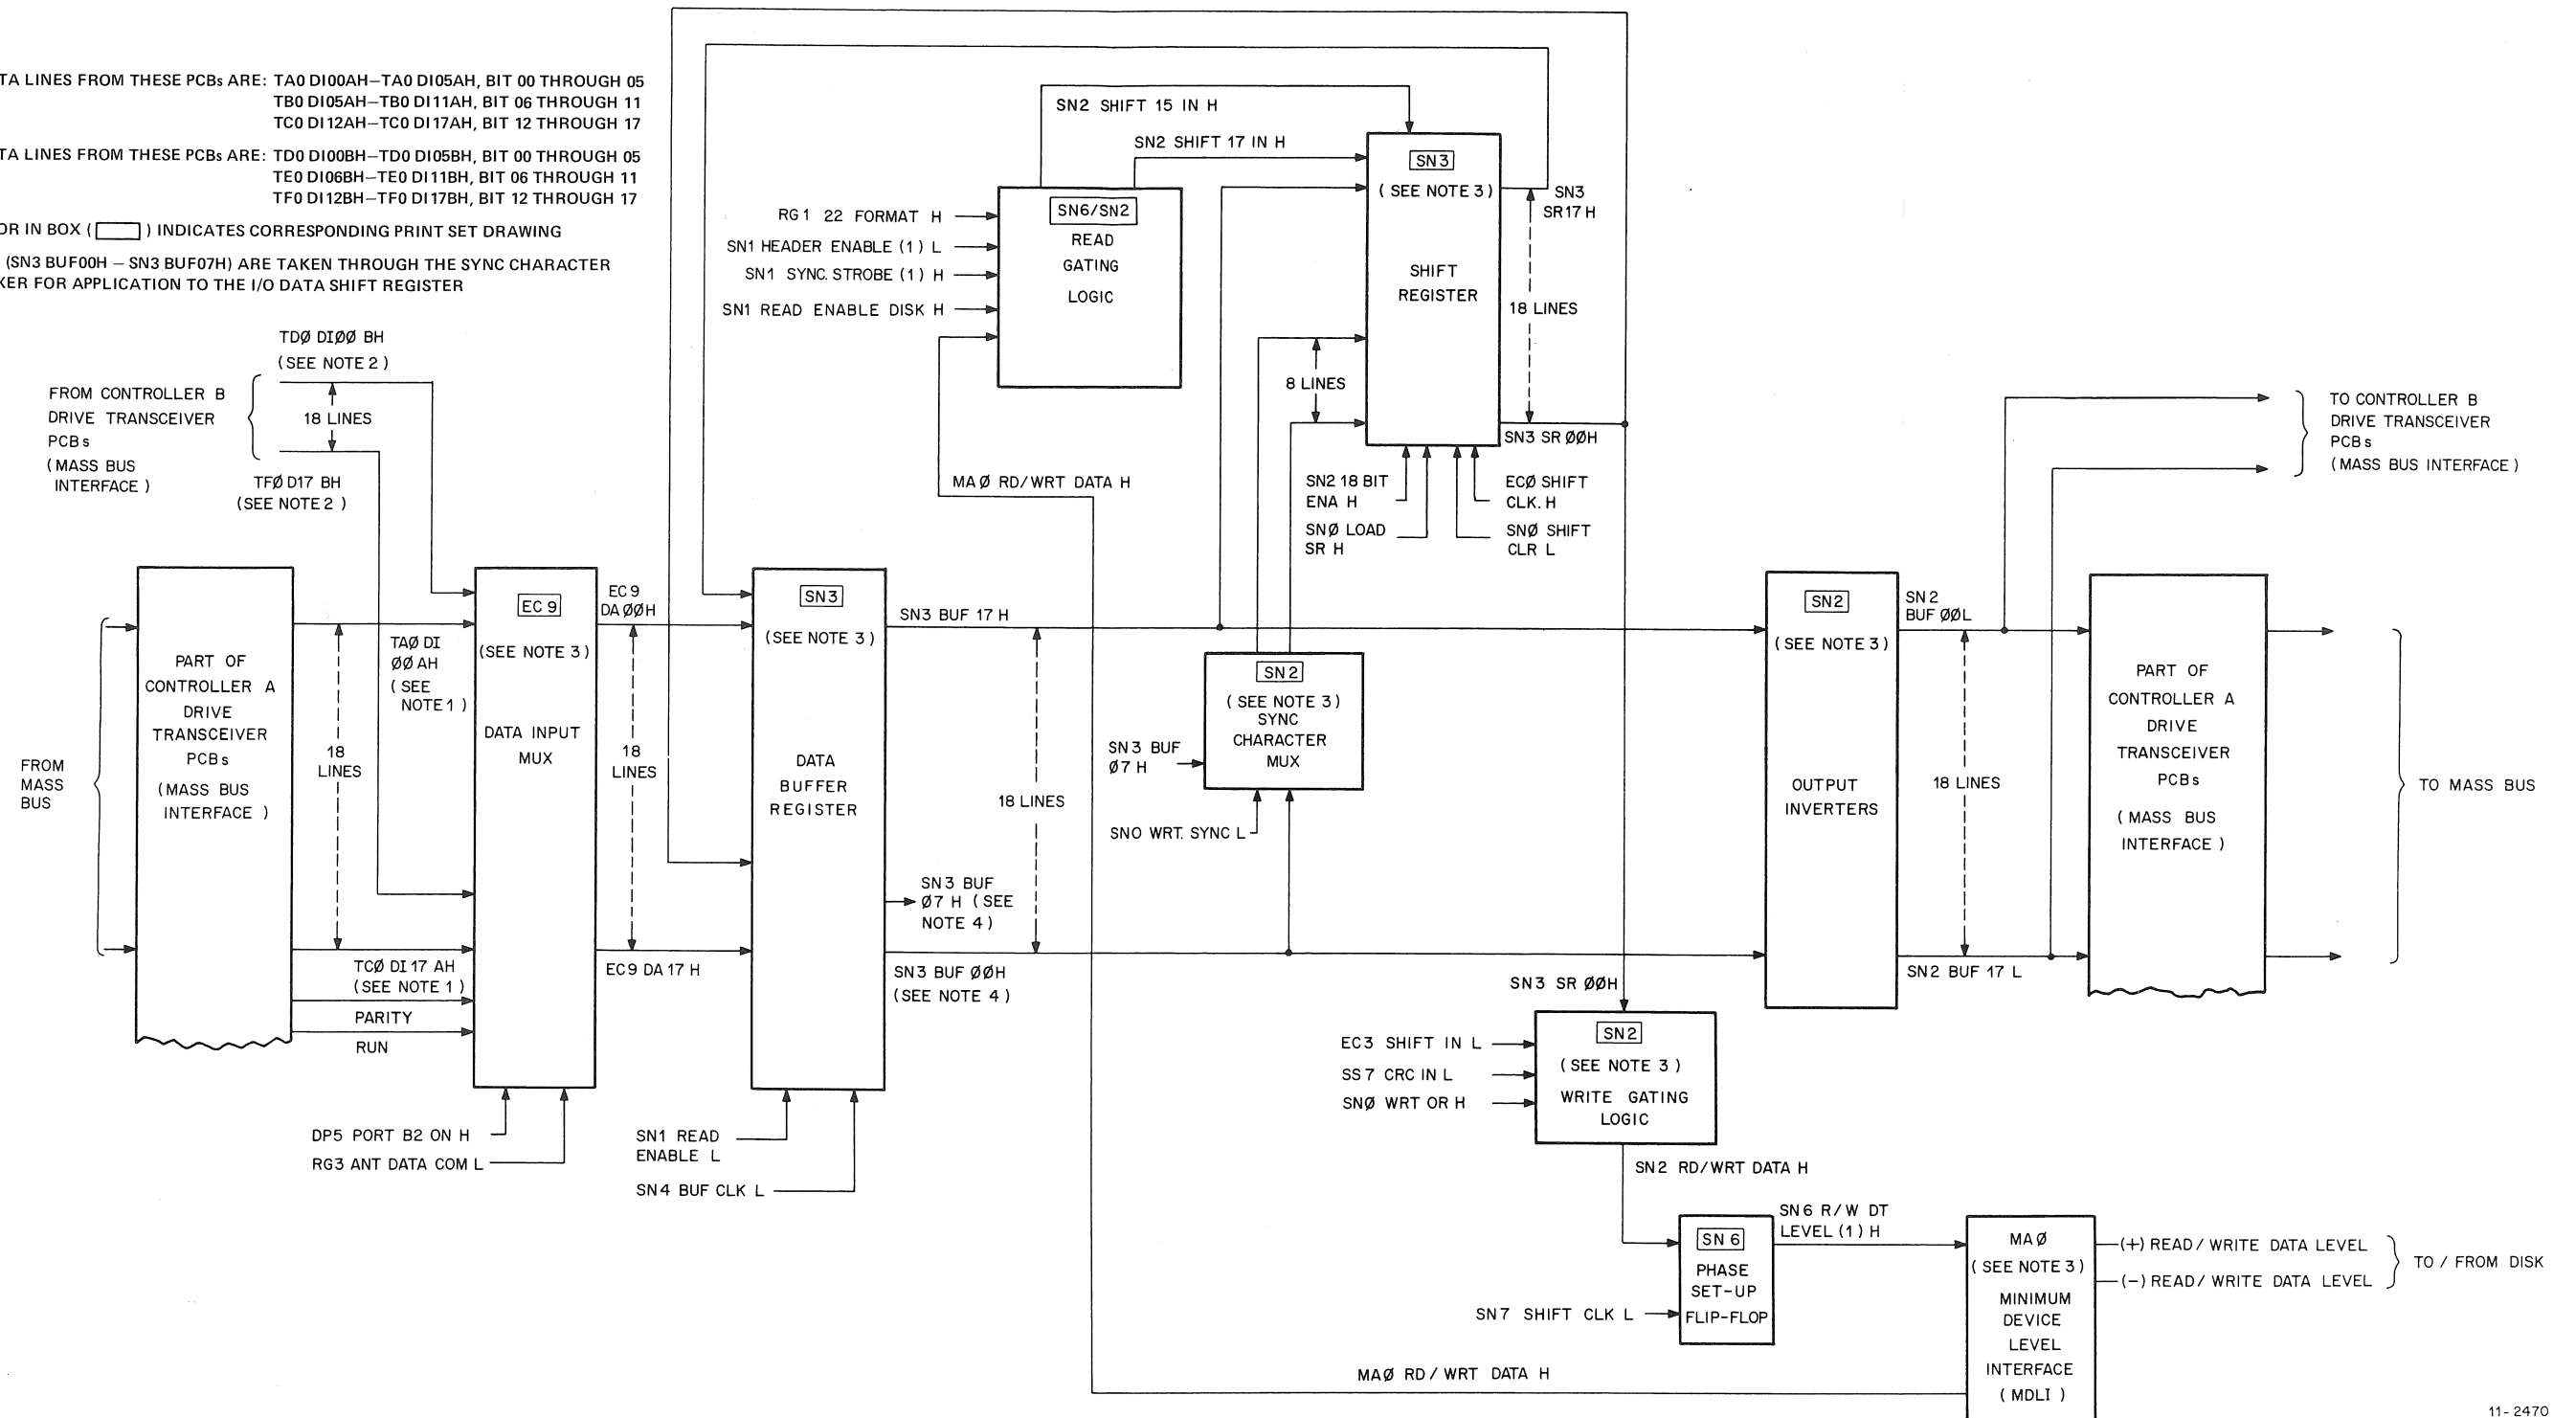 TA LINES FROM THESE PCBs ARE: TA0 DI00AH–TA0 DI05AH, BIT 00 THROUGH 05
TB0 DI05AH–TB0 DI11AH, BIT 06 THROUGH 11
TC0 DI12AH–TC0 DI17AH, BIT 12 THROUGH 17
TA LINES FROM THESE PCBs ARE: TD0 DI00BH–TD0 DI05BH, BIT 00 THROUGH 05
TE0 DI06BH–TE0 DI11BH, BIT 06 THROUGH 11
TF0 DI12BH–TF0 DI17BH, BIT 12 THROUGH 17
OR IN BOX ( ) INDICATES CORRESPONDING PRINT SET DRAWING
(SN3 BUF00H – SN3 BUF07H) ARE TAKEN THROUGH THE SYNC CHARACTER
KER FOR APPLICATION TO THE I/O DATA SHIFT REGISTER
TDØ DIØØ BH
(SEE NOTE 2)
FROM CONTROLLER B
DRIVE TRANSCEIVER
PCBs
(MASS BUS
INTERFACE)
18 LINES
TFØ D17 BH
(SEE NOTE 2)
FROM
MASS
BUS
PART OF
CONTROLLER A
DRIVE
TRANSCEIVER
PCBs
(MASS BUS
INTERFACE)
18
LINES
TAØ DI
ØØ AH
(SEE
NOTE 1)
TCØ DI 17 AH
(SEE NOTE 1)
PARITY
RUN
EC 9
(SEE NOTE 3)
DATA INPUT
MUX
DP5 PORT B2 ON H
RG3 ANT DATA COM L
EC 9
DA ØØH
18
LINES
EC9 DA 17 H
SN3
(SEE NOTE 3)
DATA
BUFFER
REGISTER
SN1 READ
ENABLE L
SN4 BUF CLK L
SN3 BUF 17 H
18 LINES
SN3 BUF
Ø7 H (SEE
NOTE 4)
SN3 BUF ØØH
(SEE NOTE 4)
SN2 SHIFT 15 IN H
SN2 SHIFT 17 IN H
RG1 22 FORMAT H
SN1 HEADER ENABLE (1) L
SN1 SYNC. STROBE (1) H
SN1 READ ENABLE DISK H
SN6/SN2
READ
GATING
LOGIC
MAØ RD/WRT DATA H
SN3
(SEE NOTE 3)
SHIFT
REGISTER
SN3
SR17 H
18 LINES
SN3 SR ØØH
8 LINES
SN2 18 BIT
ENA H
SNØ LOAD
SR H
ECØ SHIFT
CLK. H
SNØ SHIFT
CLR L
SN2
(SEE NOTE 3)
SYNC
CHARACTER
MUX
SN3 BUF
Ø7 H
SN0 WRT. SYNC L
SN2
(SEE NOTE 3)
OUTPUT
INVERTERS
SN2
BUF ØØL
18 LINES
SN2 BUF 17 L
TO CONTROLLER B
DRIVE TRANSCEIVER
PCBs
(MASS BUS INTERFACE)
PART OF
CONTROLLER A
DRIVE
TRANSCEIVER
PCBs
(MASS BUS
INTERFACE)
TO MASS BUS
SN3 SR ØØH
EC3 SHIFT IN L
SS7 CRC IN L
SNØ WRT OR H
SN2
(SEE NOTE 3)
WRITE GATING
LOGIC
SN2 RD/WRT DATA H
SN6 R/W DT
LEVEL (1) H
SN 6
PHASE
SET-UP
FLIP-FLOP
SN7 SHIFT CLK L
MAØ
(SEE NOTE 3)
MINIMUM
DEVICE
LEVEL
INTERFACE
(MDLI)
(+) READ/WRITE DATA LEVEL
(–) READ/WRITE DATA LEVEL
TO / FROM DISK
MAØ RD/WRT DATA H
11-2470